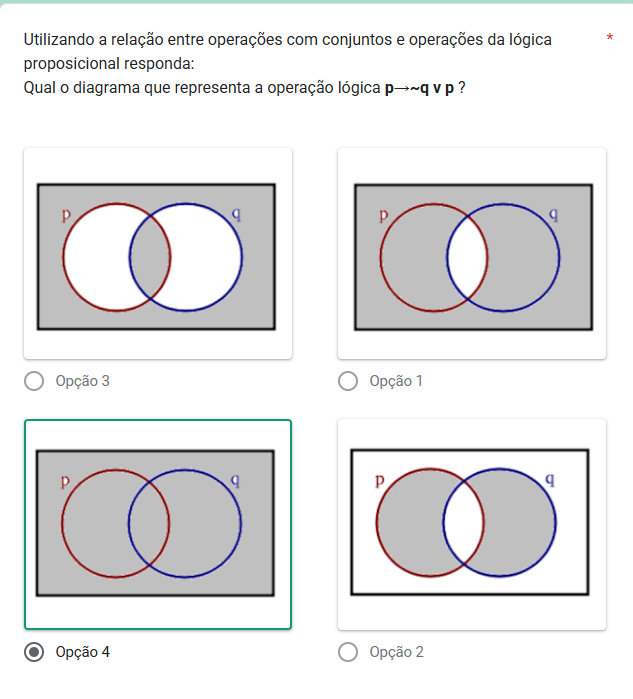 Utilizando a relação entre operações com conjuntos e operações da lógica *
proposicional responda:
Qual o diagrama que representa a operação lógica p→~q v p ?
p q
p q
Opção 3
Opção 1
p q
p q
Opção 4
Opção 2